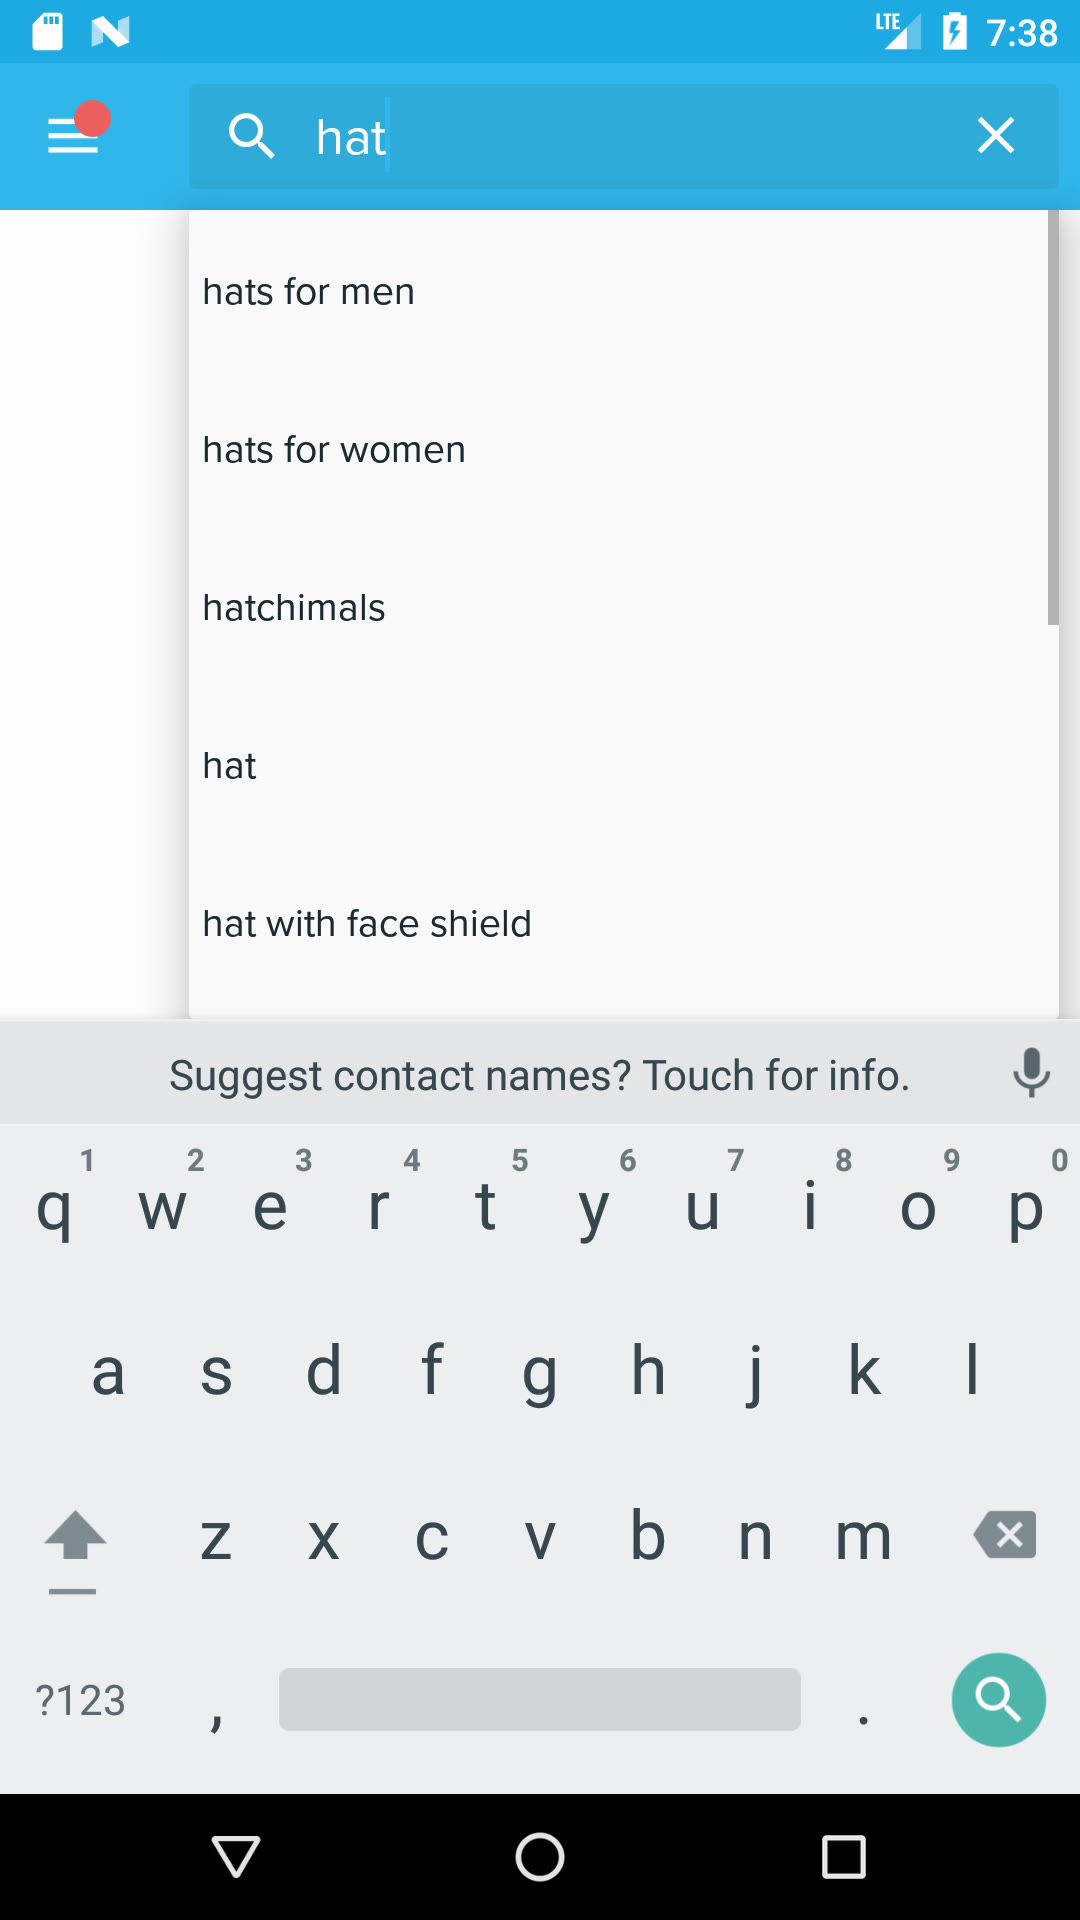 LTE 7:38
hat
hats for men
hats for women
hatchimals
hat
hat with face shield
Suggest contact names? Touch for info.
1 2 3 4 5 6 7 8 9 0
q w e r t y u i o p
a s d f g h j k l
z x c v b n m
?123 , .